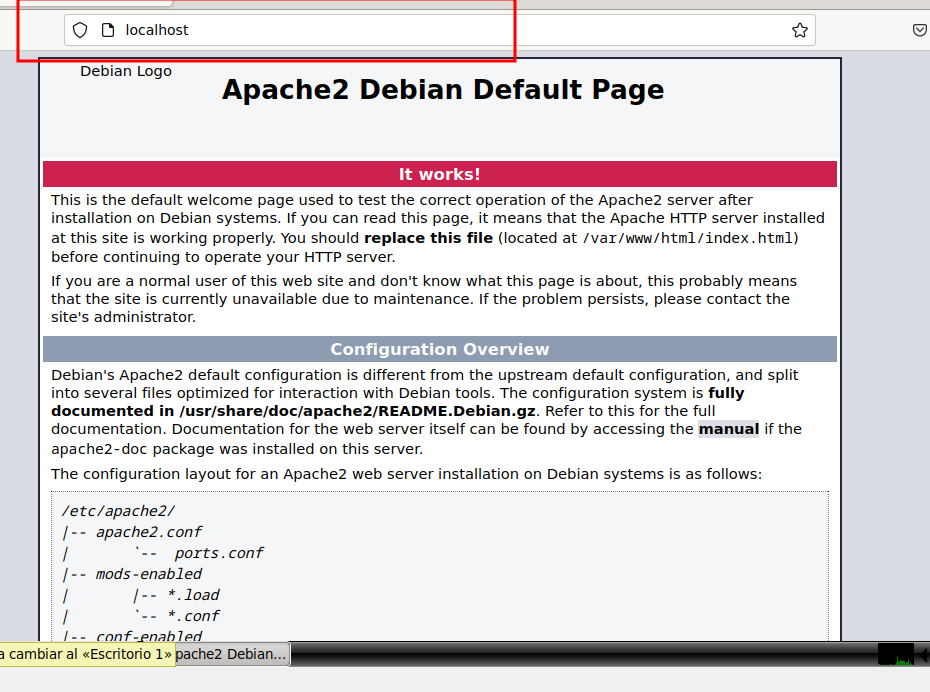 localhost
Debian Logo
Apache2 Debian Default Page
It works!
This is the default welcome page used to test the correct operation of the Apache2 server after
installation on Debian systems. If you can read this page, it means that the Apache HTTP server installed
at this site is working properly. You should replace this file (located at /var/www/html/index.html)
before continuing to operate your HTTP server.
If you are a normal user of this web site and don't know what this page is about, this probably means
that the site is currently unavailable due to maintenance. If the problem persists, please contact the
site's administrator.
Configuration Overview
Debian's Apache2 default configuration is different from the upstream default configuration, and split
into several files optimized for interaction with Debian tools. The configuration system is fully
documented in /usr/share/doc/apache2/README.Debian.gz. Refer to this for the full
documentation. Documentation for the web server itself can be found by accessing the manual if the
apache2-doc package was installed on this server.
The configuration layout for an Apache2 web server installation on Debian systems is as follows:
/etc/apache2/
|-- apache2.conf
|       `--  ports.conf
|-- mods-enabled
|       |-- *.load
|       `-- *.conf
|-- conf-enabled
a cambiar al «Escritorio 1» pache2 Debian...